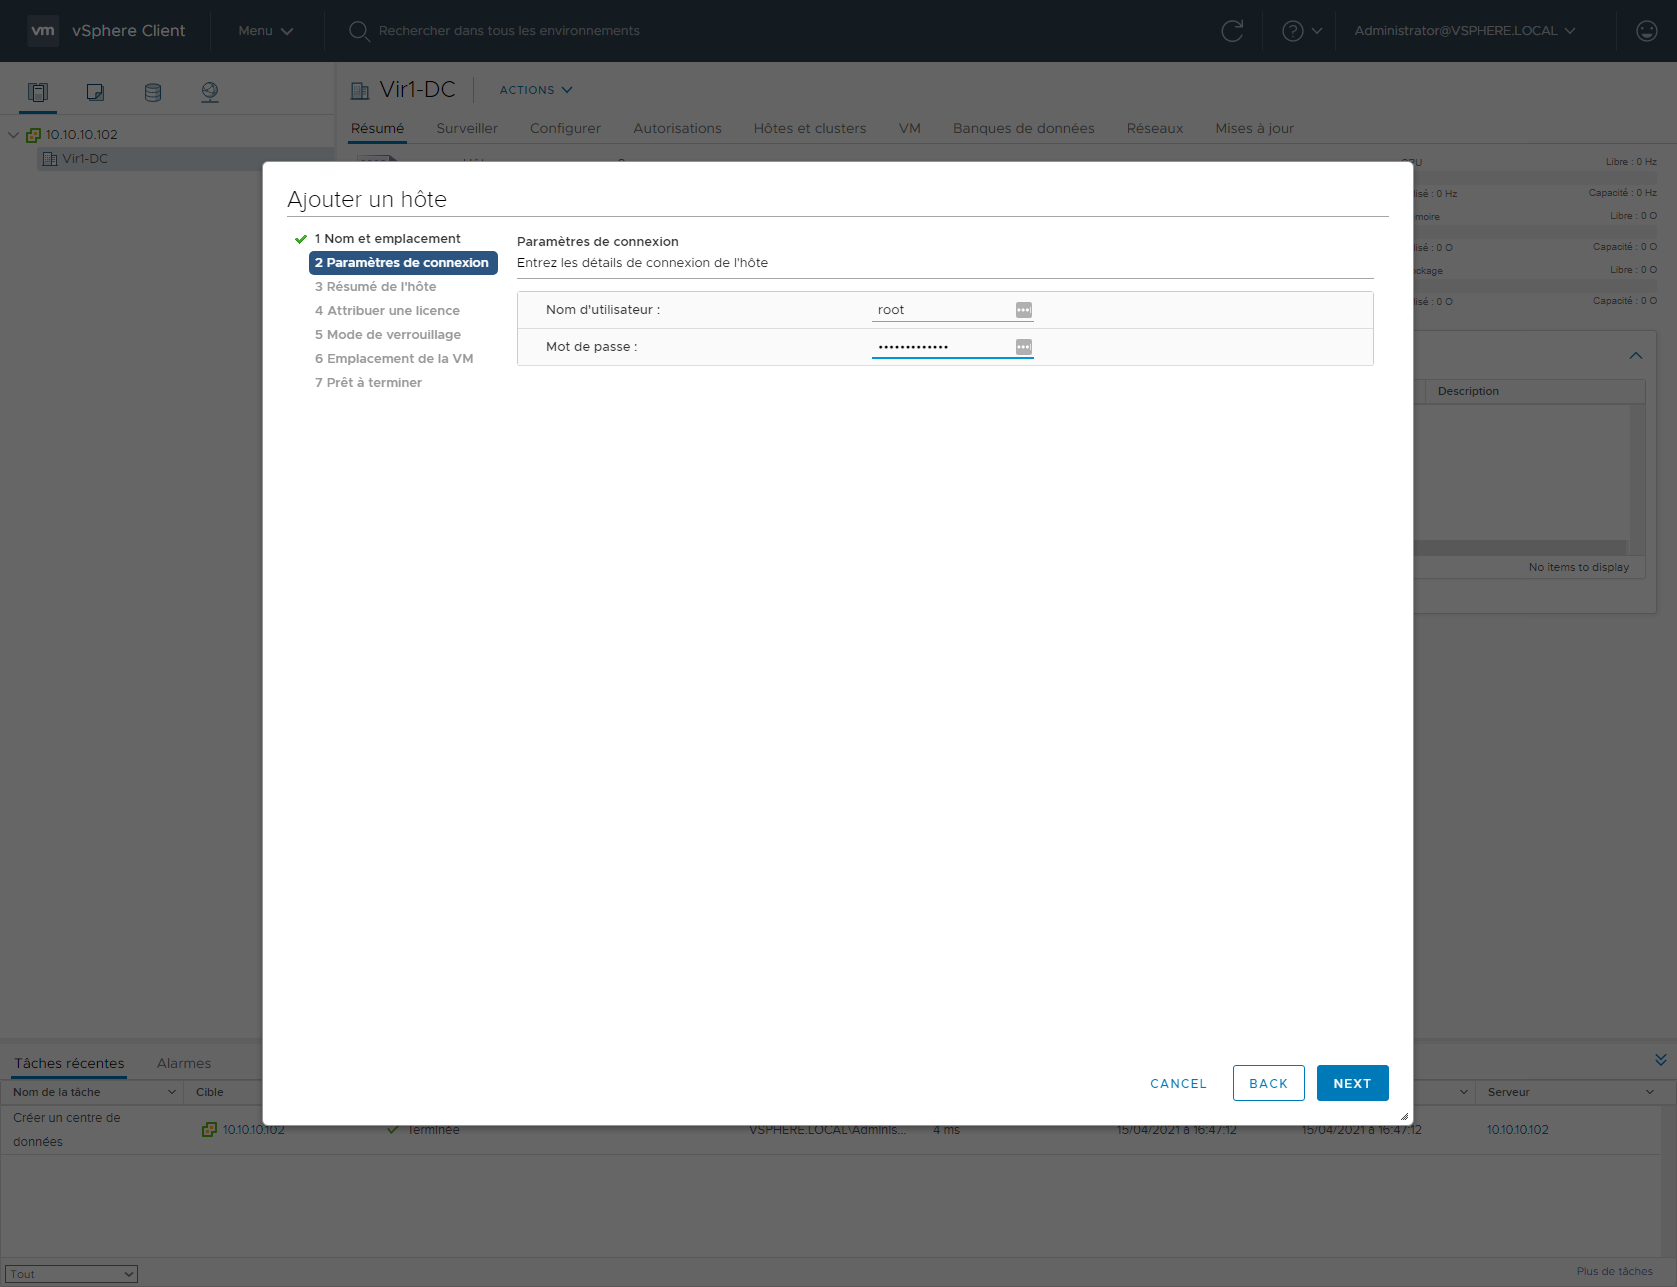 vm vSphere Client Menu Rechercher dans tous les environnements Administrator@VSPHERE.LOCAL
Vir1-DC ACTIONS
10.10.10.102
Vir1-DC
Résumé Surveiller Configurer Autorisations Hôtes et clusters VM Banques de données Réseaux Mises à jour
Libre : 0 Hz
Capacité : 0 Hz
Libre : 0 O
Capacité : 0 O
Libre : 0 O
Capacité : 0 O
Description
No items to display
Ajouter un hôte
1 Nom et emplacement
2 Paramètres de connexion
3 Résumé de l'hôte
4 Attribuer une licence
5 Mode de verrouillage
6 Emplacement de la VM
7 Prêt à terminer
Paramètres de connexion
Entrez les détails de connexion de l'hôte
Nom d'utilisateur : root
Mot de passe : •••••••••••••
CANCEL BACK NEXT
Tâches récentes Alarmes
Nom de la tâche Cible Serveur
Créer un centre de
données
10.10.10.102 Terminée VSPHERE.LOCAL\Adminis... 4 ms 15/04/2021 à 16:47:12 15/04/2021 à 16:47:12 10.10.10.102
Tout Plus de tâches